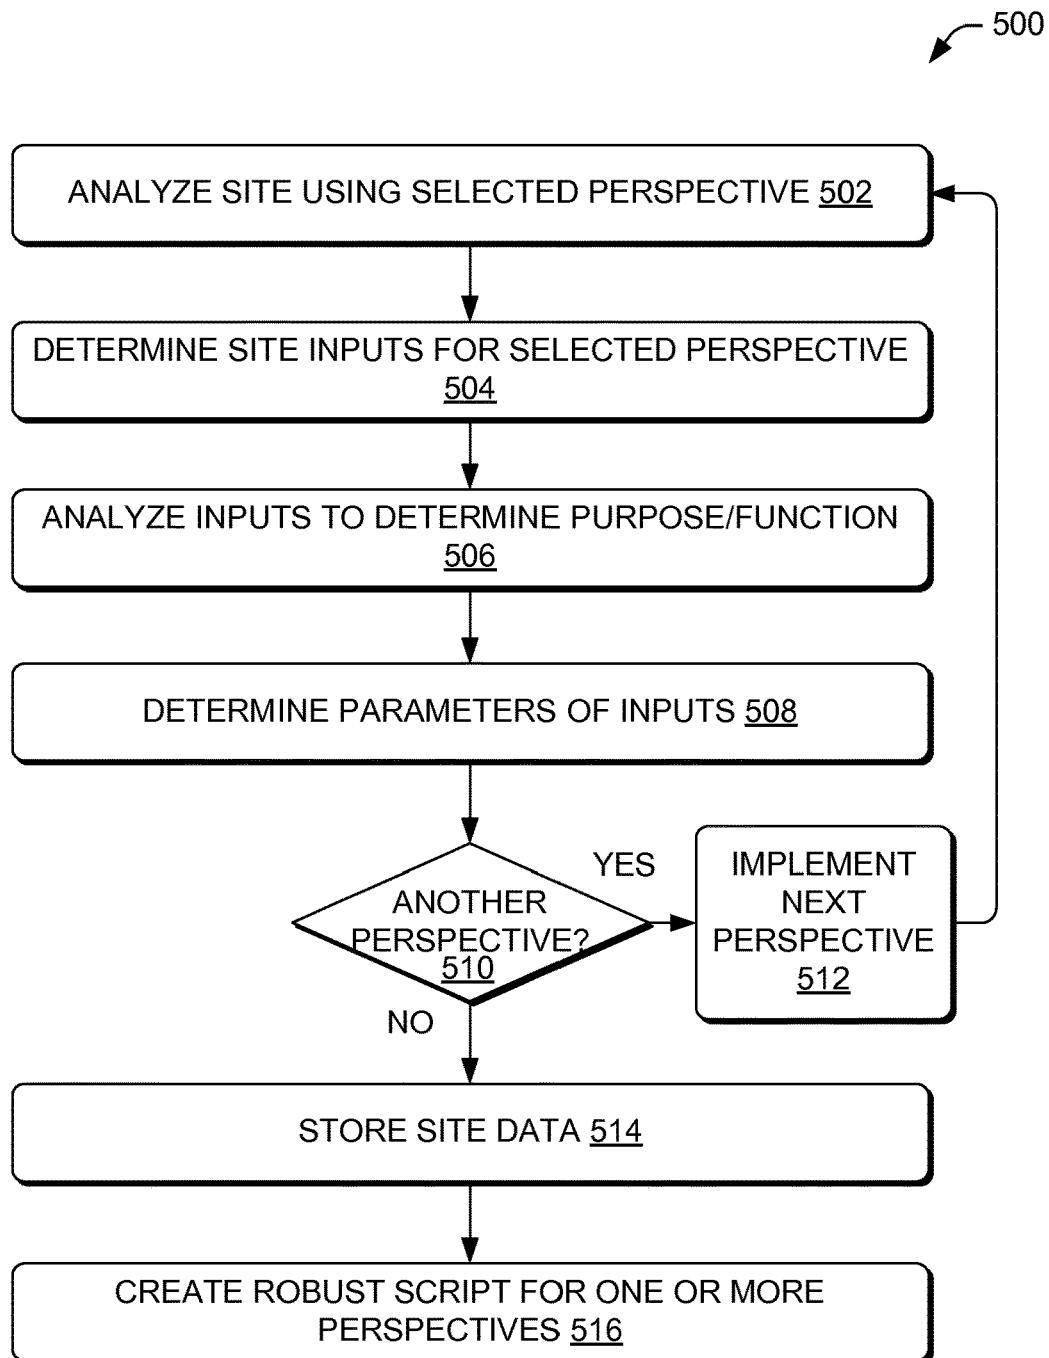 500
ANALYZE SITE USING SELECTED PERSPECTIVE 502
DETERMINE SITE INPUTS FOR SELECTED PERSPECTIVE
504
ANALYZE INPUTS TO DETERMINE PURPOSE/FUNCTION
506
DETERMINE PARAMETERS OF INPUTS 508
ANOTHER
PERSPECTIVE?
510
YES
IMPLEMENT
NEXT
PERSPECTIVE
512
NO
STORE SITE DATA 514
CREATE ROBUST SCRIPT FOR ONE OR MORE
PERSPECTIVES 516